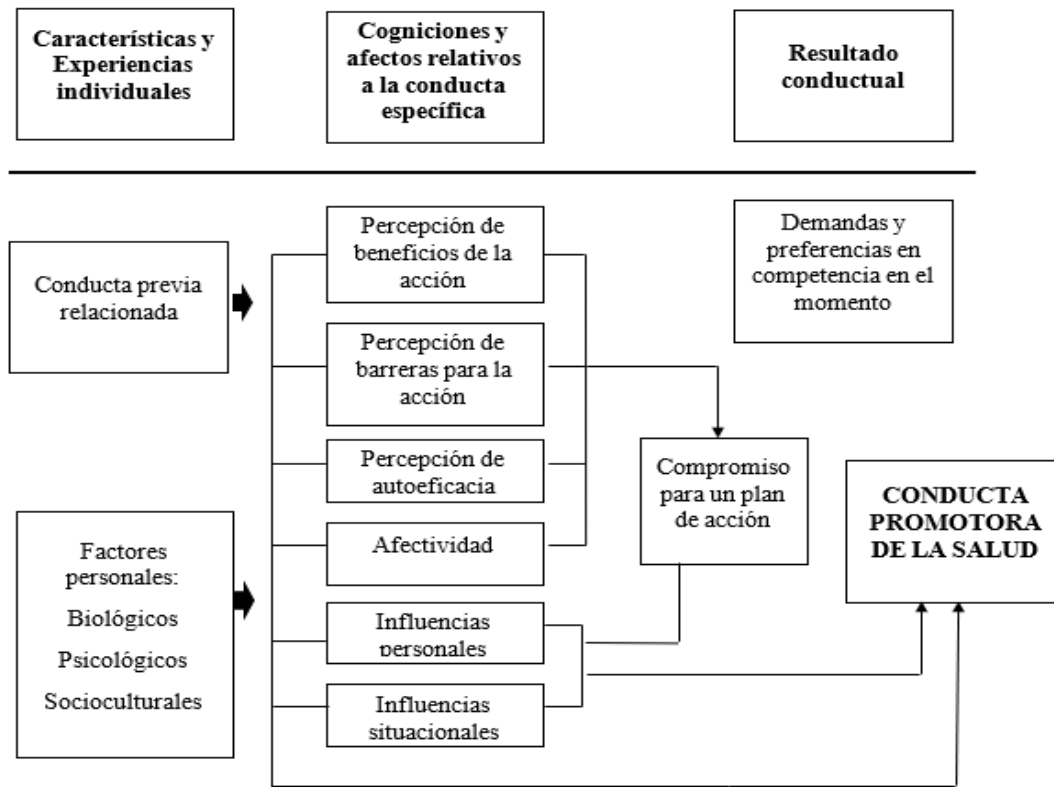 Características y
Experiencias
individuales
Cogniciones y
afectos relativos
a la conducta
específica
Resultado
conductual
Conducta previa
relacionada
Factores
personales:
Biológicos
Psicológicos
Socioculturales
Percepción de
beneficios de la
acción
Percepción de
barreras para la
acción
Percepción de
autoeficacia
Afectividad
Influencias
personales
Influencias
situacionales
Demandas y
preferencias en
competencia en el
momento
Compromiso
para un plan
de acción
CONDUCTA
PROMOTORA
DE LA SALUD